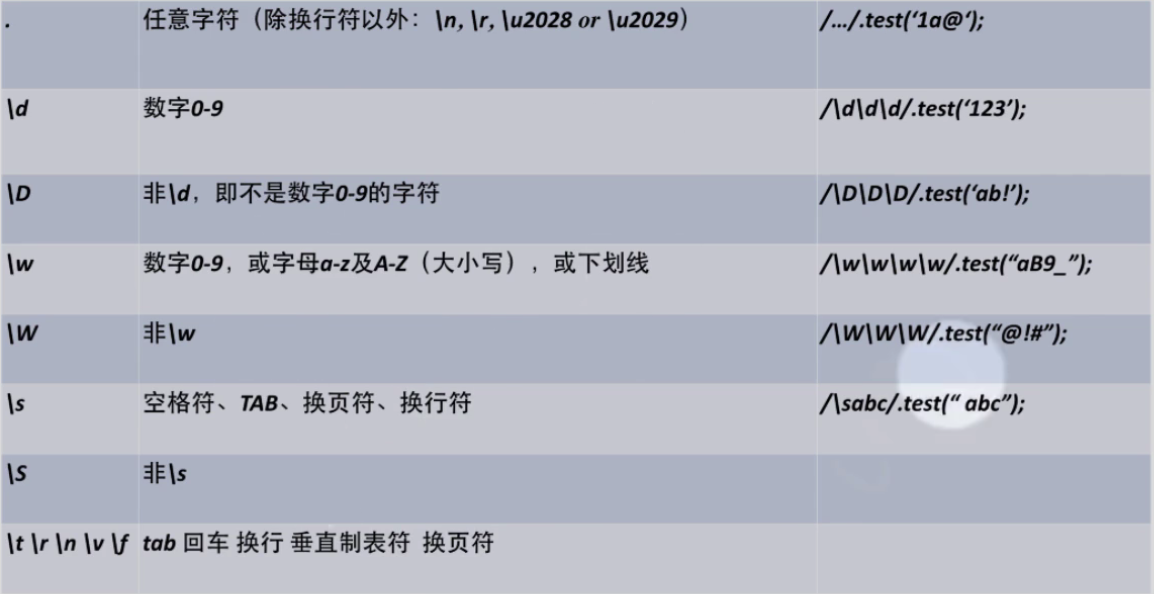 . 任意字符（除换行符以外：\n, \r, \u2028 or \u2029） /.../.test(‘1a@‘);
\d 数字0-9 /\d\d\d/.test(‘123’);
\D 非\d，即不是数字0-9的字符 /\D\D\D/.test(‘ab!’);
\w 数字0-9，或字母a-z及A-Z（大小写）, 或下划线 /\w\w\w\w/.test(“aB9_”);
\W 非\w /\W\W\W/.test(“@!#”);
\s 空格符、TAB、换页符、换行符 /\sabc/.test(“ abc”);
\S 非\s
\t \r \n \v \f tab 回车 换行 垂直制表符 换页符